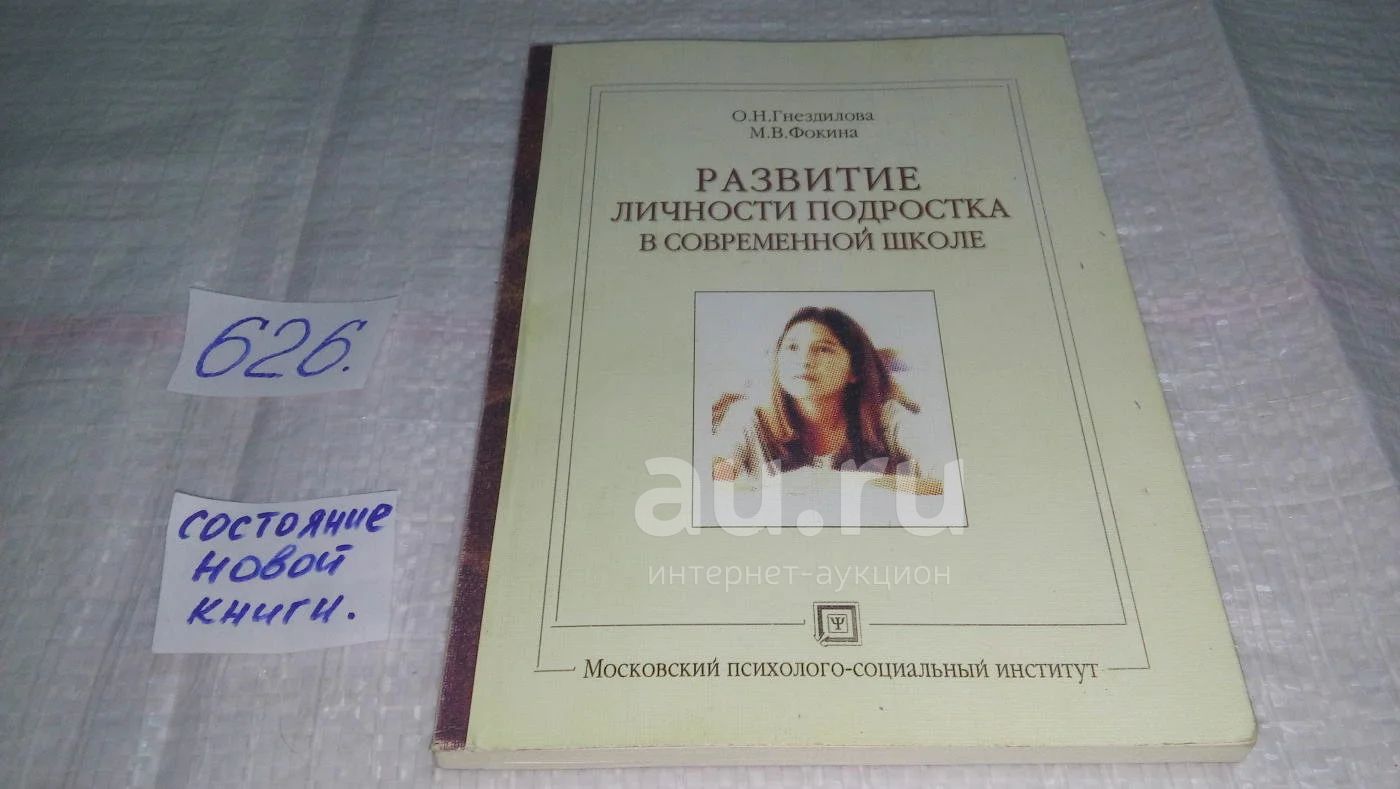 О.Н.Гнездилова
М.В.Фокина
РАЗВИТИЕ
ЛИЧНОСТИ ПОДРОСТКА
В СОВРЕМЕННОЙ ШКОЛЕ
626.
состояние
новой
книги.
au.ru
интернет-аукцион
Ψ
Московский психолого-социальный институт